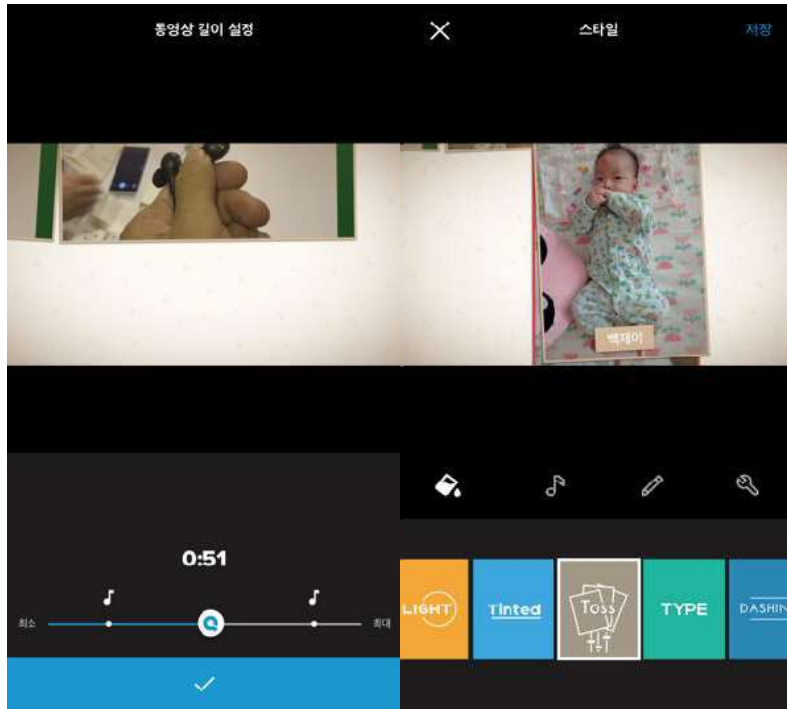 동영상 길이 설정
0:51
최소
최대
스타일
저장
백재이
LIGHT
Tinted
Toss
TYPE
DASHIN